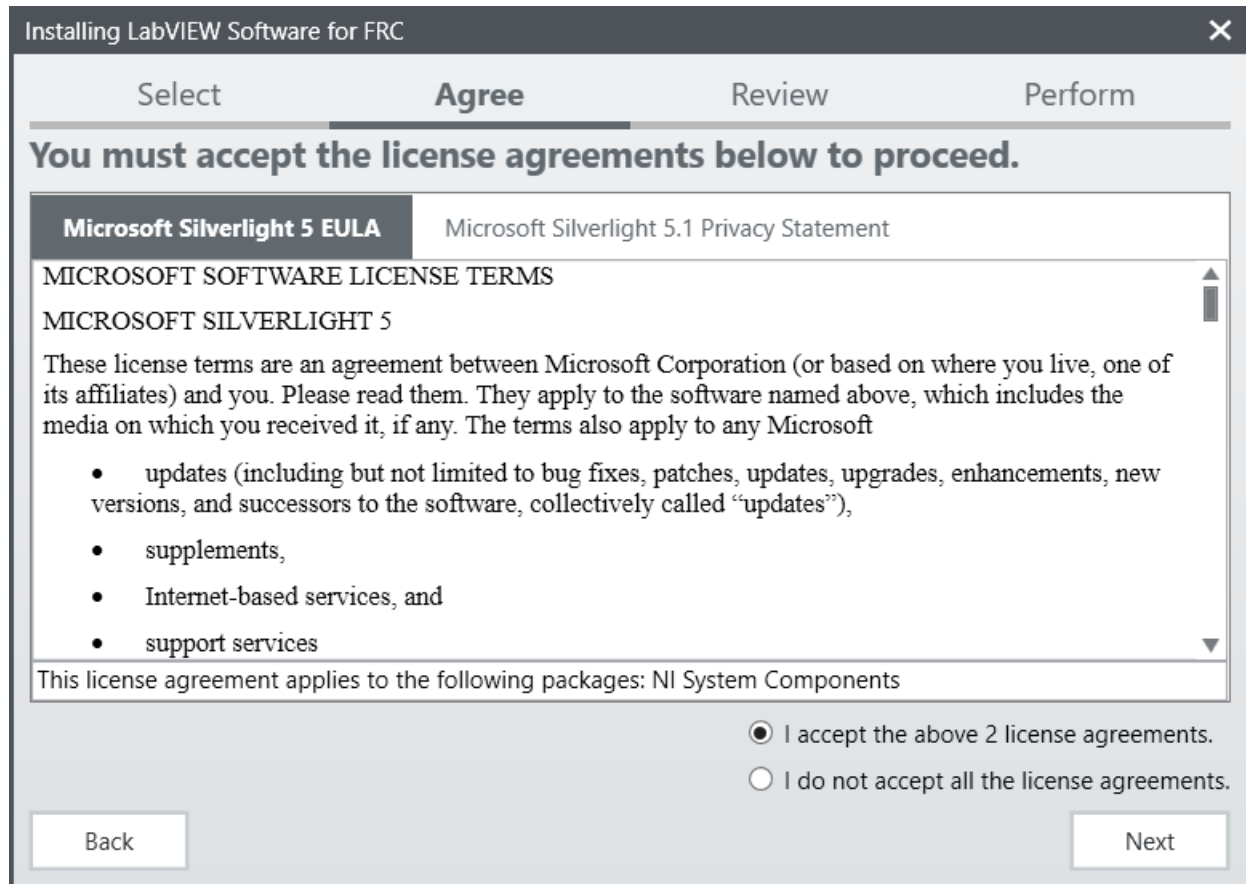 Installing LabVIEW Software for FRC
Select Agree Review Perform
You must accept the license agreements below to proceed.
Microsoft Silverlight 5 EULA Microsoft Silverlight 5.1 Privacy Statement
MICROSOFT SOFTWARE LICENSE TERMS
MICROSOFT SILVERLIGHT 5
These license terms are an agreement between Microsoft Corporation (or based on where you live, one of
its affiliates) and you. Please read them. They apply to the software named above, which includes the
media on which you received it, if any. The terms also apply to any Microsoft
• updates (including but not limited to bug fixes, patches, updates, upgrades, enhancements, new
versions, and successors to the software, collectively called “updates”),
• supplements,
• Internet-based services, and
• support services
This license agreement applies to the following packages: NI System Components
I accept the above 2 license agreements.
I do not accept all the license agreements.
Back Next